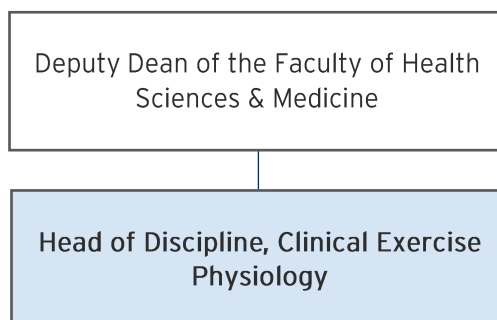 Deputy Dean of the Faculty of Health
Sciences & Medicine
Head of Discipline, Clinical Exercise
Physiology